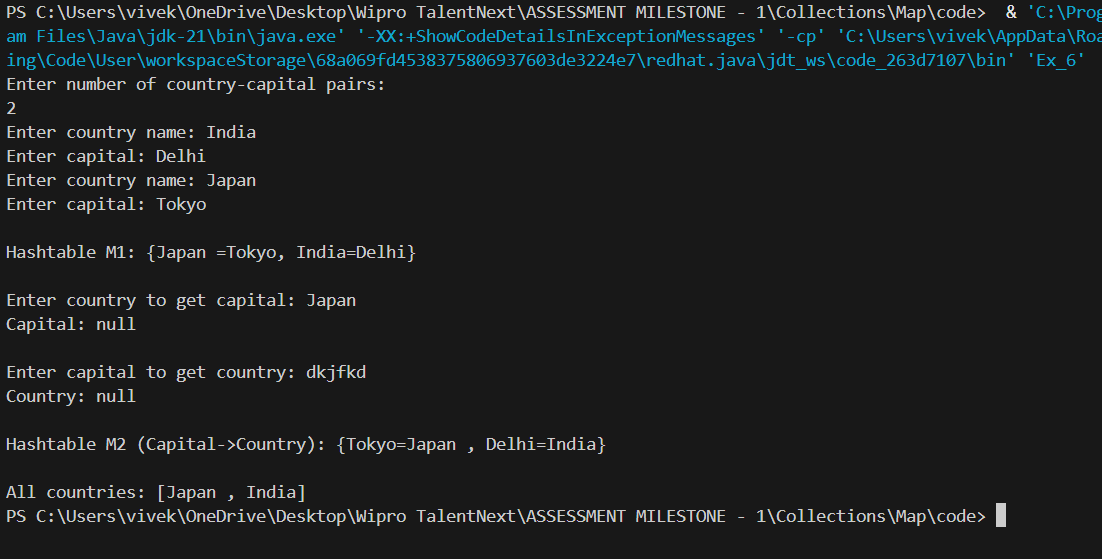 PS C:\Users\vivek\OneDrive\Desktop\Wipro TalentNext\ASSESSMENT MILESTONE - 1\Collections\Map\code>  & 'C:\Prog
am Files\Java\jdk-21\bin\java.exe' '-XX:+ShowCodeDetailsInExceptionMessages' '-cp' 'C:\Users\vivek\AppData\Roa
ing\Code\User\workspaceStorage\68a069fd4538375806937603de3224e7\redhat.java\jdt_ws\code_263d7107\bin' 'Ex_6'
Enter number of country-capital pairs:
2
Enter country name: India
Enter capital: Delhi
Enter country name: Japan
Enter capital: Tokyo
Hashtable M1: {Japan =Tokyo, India=Delhi}
Enter country to get capital: Japan
Capital: null
Enter capital to get country: dkjfkd
Country: null
Hashtable M2 (Capital->Country): {Tokyo=Japan , Delhi=India}
All countries: [Japan , India]
PS C:\Users\vivek\OneDrive\Desktop\Wipro TalentNext\ASSESSMENT MILESTONE - 1\Collections\Map\code>